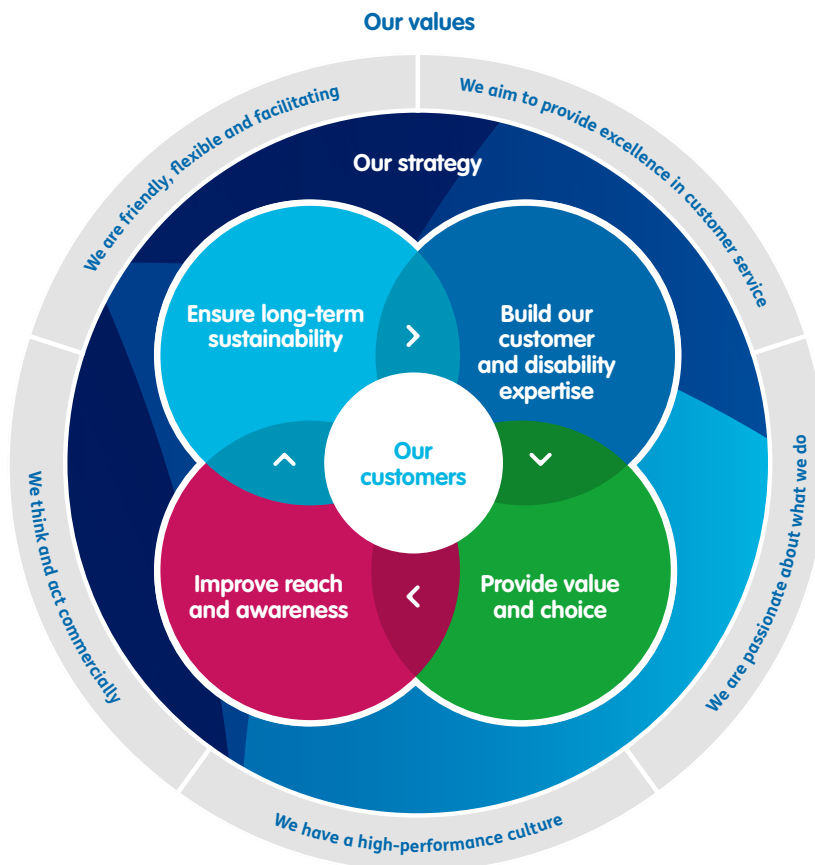 Our values
We are friendly, flexible and facilitating
We aim to provide excellence in customer service
We are passionate about what we do
We have a high-performance culture
We think and act commercially
Our strategy
Ensure long-term
sustainability
Build our
customer
and disability
expertise
Our
customers
Improve reach
and awareness
Provide value
and choice